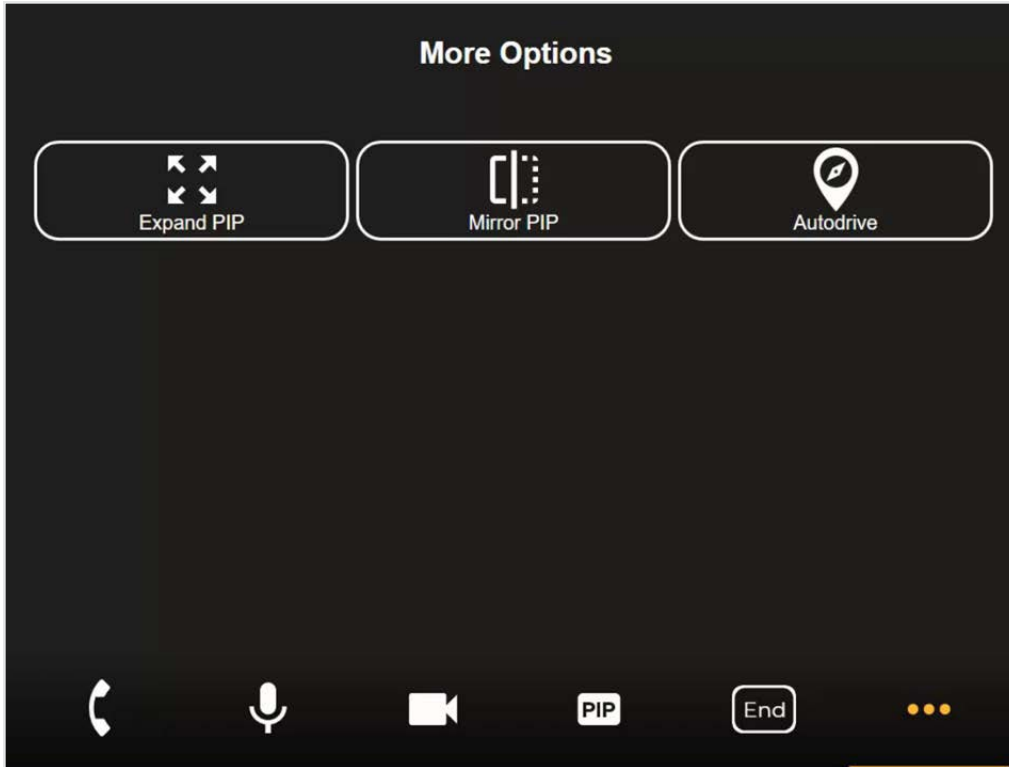 More Options
Expand PIP
Mirror PIP
Autodrive
PIP
End